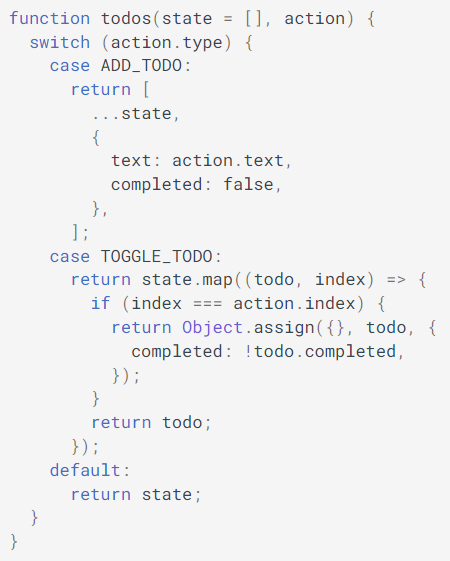 function todos(state = [], action) {
  switch (action.type) {
    case ADD_TODO:
      return [
        ...state,
        {
          text: action.text,
          completed: false,
        },
      ];
    case TOGGLE_TODO:
      return state.map((todo, index) => {
        if (index === action.index) {
          return Object.assign({}, todo, {
            completed: !todo.completed,
          });
        }
        return todo;
      });
    default:
      return state;
  }
}